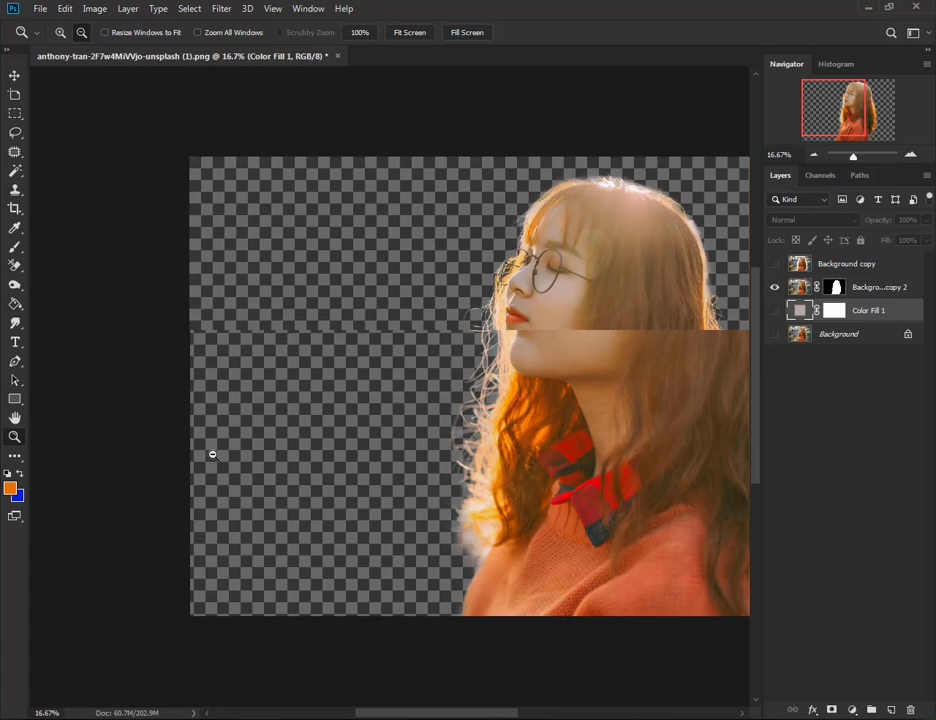 Ps File Edit Image Layer Type Select Filter 3D View Window Help
Resize Windows to Fit Zoom All Windows Scrubby Zoom 100% Fit Screen Fill Screen
anthony-tran-2F7w4MiVVjo-unsplash (1).png @ 16.7% (Color Fill 1, RGB/8) *
Navigator Histogram
16.67%
Layers Channels Paths
Kind
Normal Opacity: 100%
Lock: Fill: 100%
Background copy
Backgro...copy 2
Color Fill 1
Background
16.67% Doc: 60.7M/202.9M